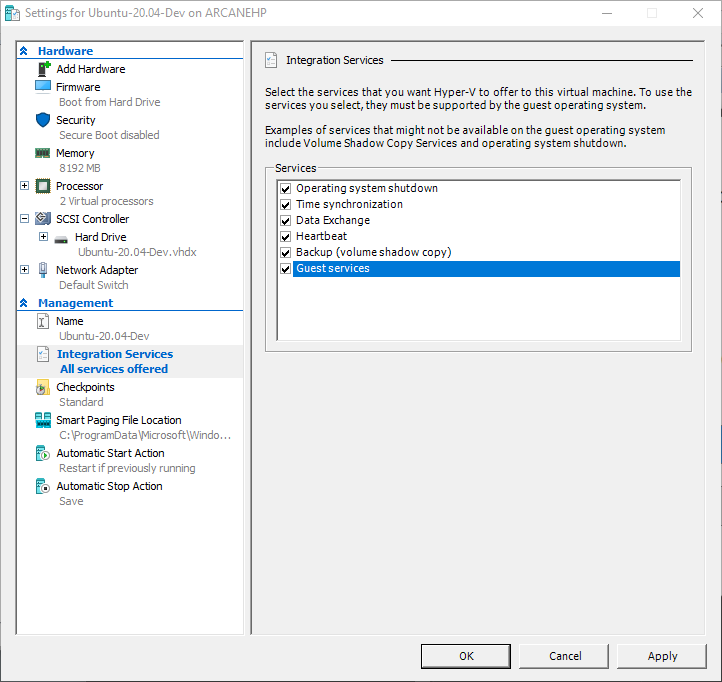 Settings for Ubuntu-20.04-Dev on ARCANEHP
Hardware
Add Hardware
Firmware
Boot from Hard Drive
Security
Secure Boot disabled
Memory
8192 MB
Processor
2 Virtual processors
SCSI Controller
Hard Drive
Ubuntu-20.04-Dev.vhdx
Network Adapter
Default Switch
Management
Name
Ubuntu-20.04-Dev
Integration Services
All services offered
Checkpoints
Standard
Smart Paging File Location
C:\ProgramData\Microsoft\Windo...
Automatic Start Action
Restart if previously running
Automatic Stop Action
Save
Integration Services
Select the services that you want Hyper-V to offer to this virtual machine. To use the
services you select, they must be supported by the guest operating system.
Examples of services that might not be available on the guest operating system
include Volume Shadow Copy Services and operating system shutdown.
Services
Operating system shutdown
Time synchronization
Data Exchange
Heartbeat
Backup (volume shadow copy)
Guest services
OK
Cancel
Apply